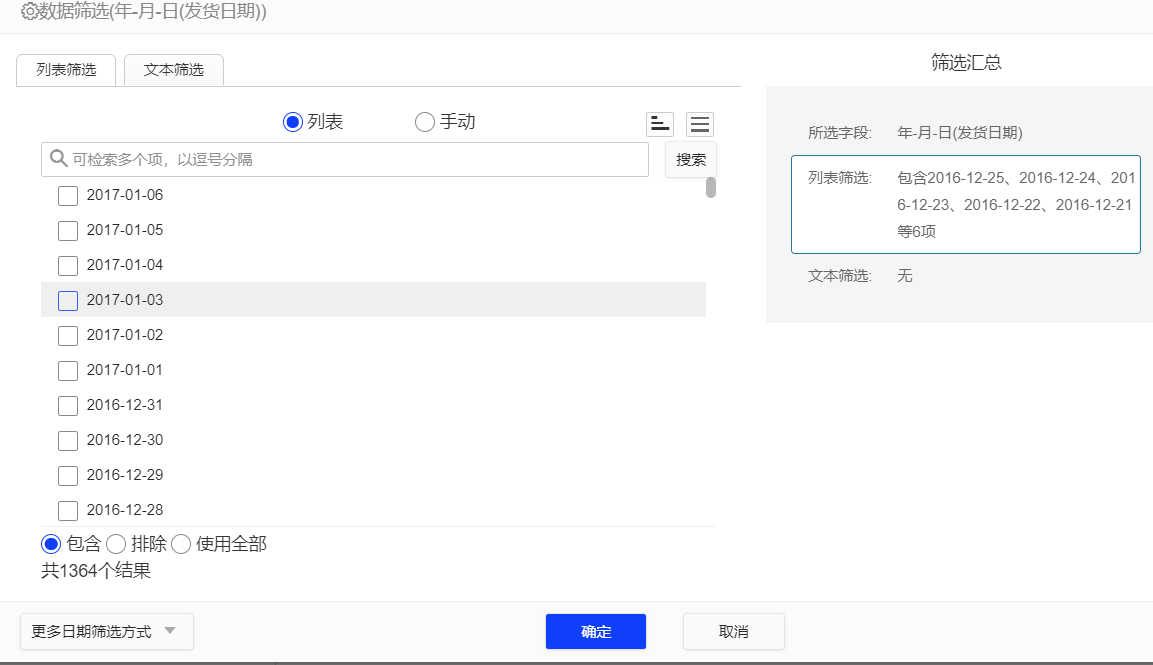 数据筛选(年-月-日(发货日期))
列表筛选
文本筛选
筛选汇总
列表
手动
可检索多个项，以逗号分隔
搜索
2017-01-06
2017-01-05
2017-01-04
2017-01-03
2017-01-02
2017-01-01
2016-12-31
2016-12-30
2016-12-29
2016-12-28
包含
排除
使用全部
共1364个结果
所选字段:
年-月-日(发货日期)
列表筛选:
包含2016-12-25、2016-12-24、201
6-12-23、2016-12-22、2016-12-21
等6项
文本筛选:
无
更多日期筛选方式
确定
取消